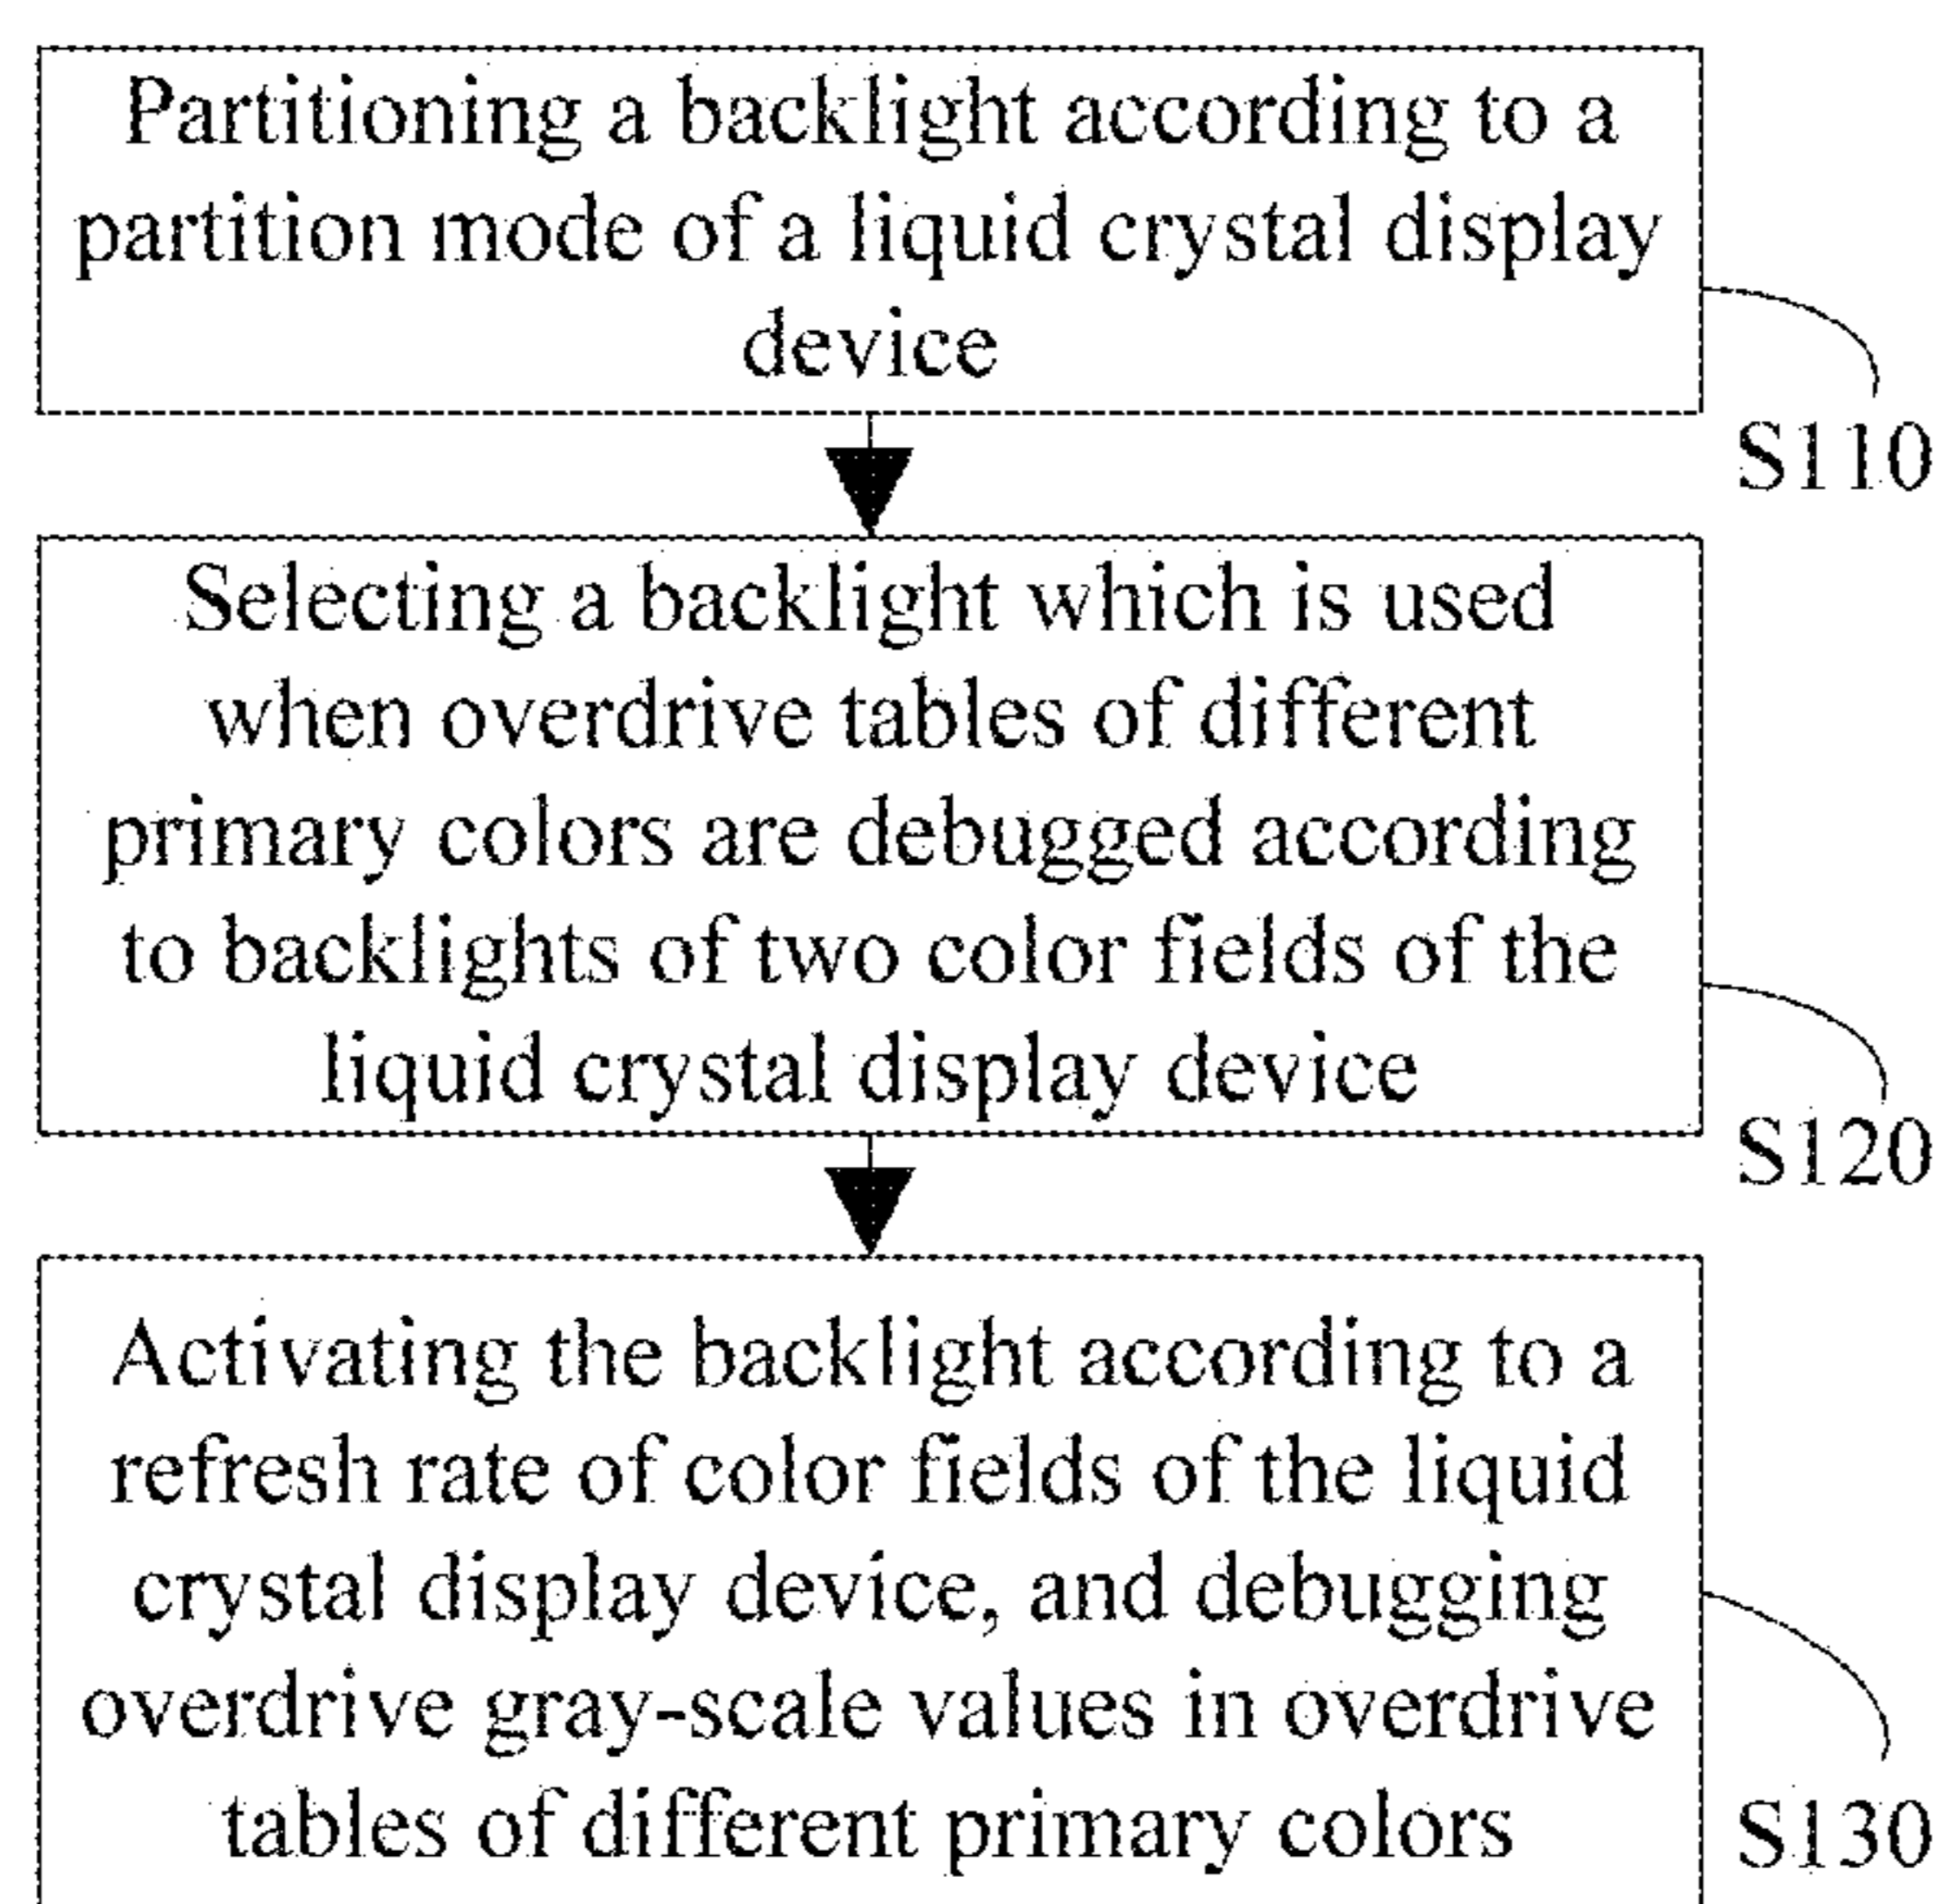 Partitioning a backlight according to a
partition mode of a liquid crystal display
device
S110
Selecting a backlight which is used
when overdrive tables of different
primary colors are debugged according
to backlights of two color fields of the
liquid crystal display device
S120
Activating the backlight according to a
refresh rate of color fields of the liquid
crystal display device, and debugging
overdrive gray-scale values in overdrive
tables of different primary colors
S130